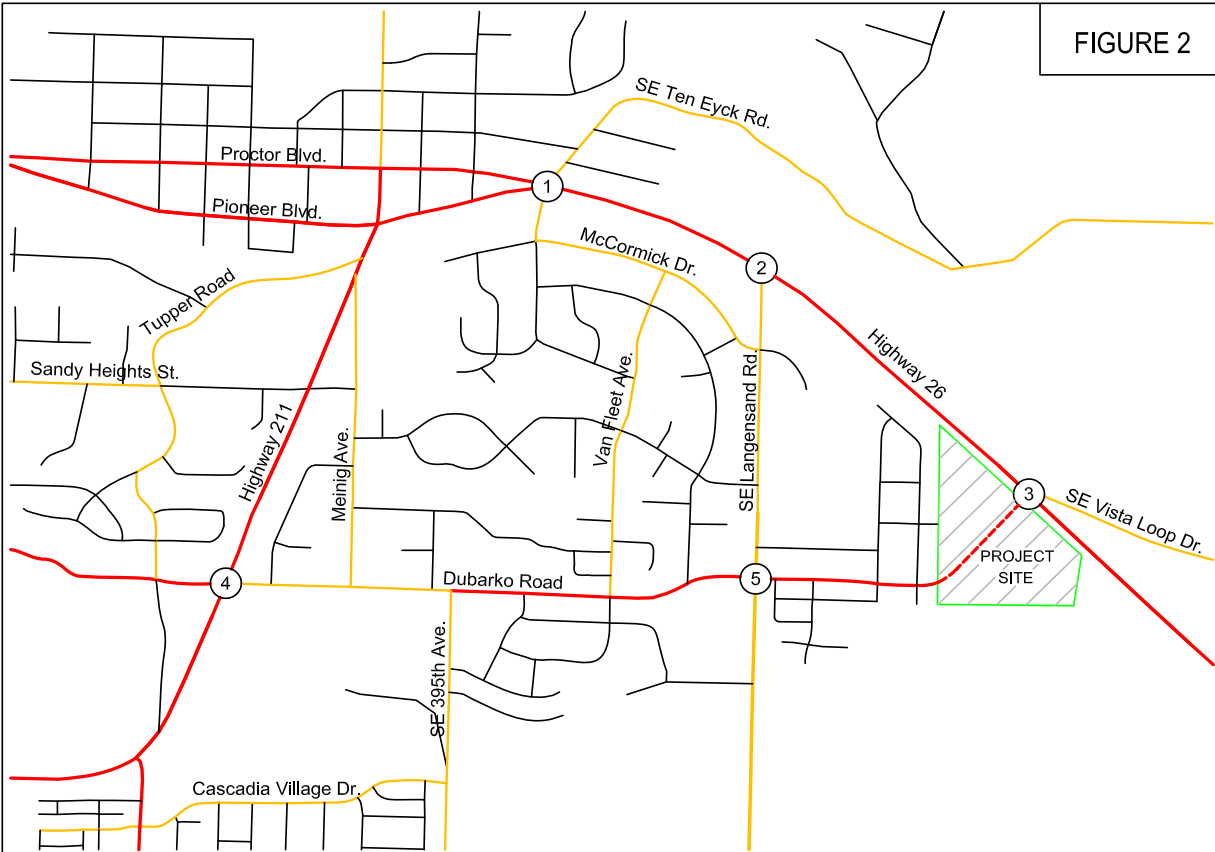 FIGURE 2
SE Ten Eyck Rd.
Proctor Blvd.
1
Pioneer Blvd.
McCormick Dr.
2
Tupper Road
Highway 26
Sandy Heights St.
Van Fleet Ave.
SE Langensand Rd.
Highway 211
Meinig Ave.
3
SE Vista Loop Dr.
PROJECT
SITE
4
Dubarko Road
5
SE 395th Ave.
Cascadia Village Dr.